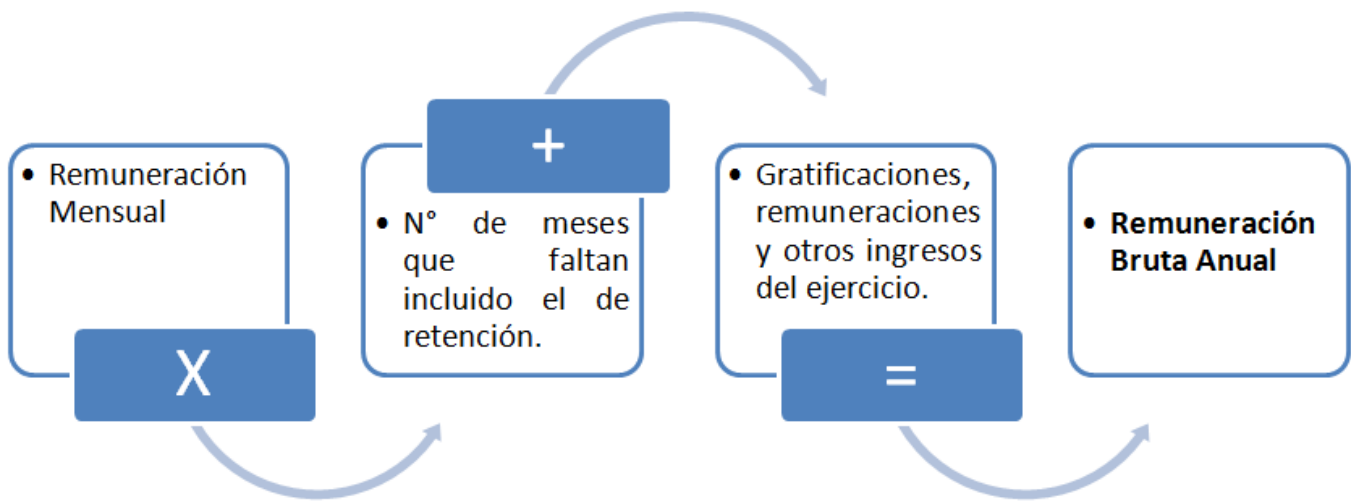 • Remuneración
Mensual
X
+
• N° de meses
que faltan
incluido el de
retención.
• Gratificaciones,
remuneraciones
y otros ingresos
del ejercicio.
=
• Remuneración
Bruta Anual